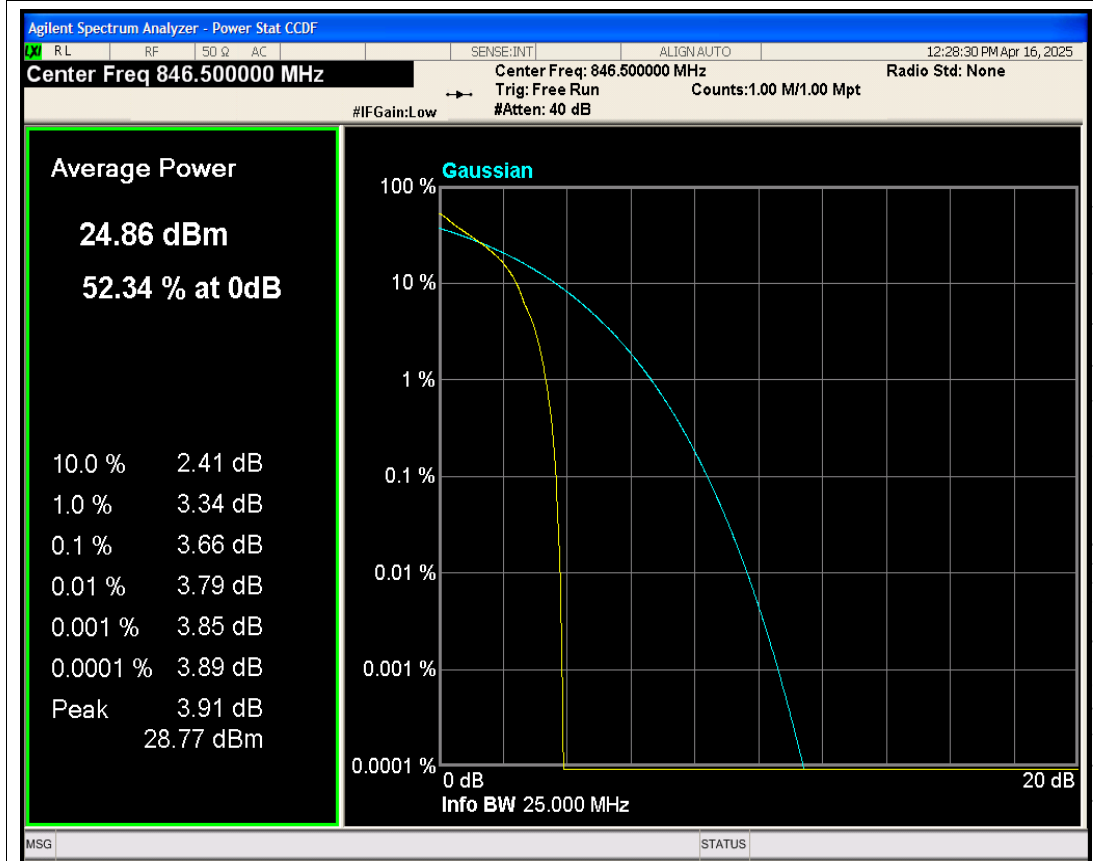 Agilent Spectrum Analyzer - Power Stat CCDF
LXI RL RF 50 Ω AC SENSE:INT ALIGNAUTO 12:28:30 PM Apr 16, 2025
Center Freq 846.500000 MHz
Center Freq: 846.500000 MHz
Radio Std: None
Trig: Free Run
Counts:1.00 M/1.00 Mpt
#IFGain:Low
#Atten: 40 dB
Average Power
24.86 dBm
52.34 % at 0dB
10.0 % 2.41 dB
1.0 % 3.34 dB
0.1 % 3.66 dB
0.01 % 3.79 dB
0.001 % 3.85 dB
0.0001 % 3.89 dB
Peak 3.91 dB
28.77 dBm
Gaussian
100 %
10 %
1 %
0.1 %
0.01 %
0.001 %
0.0001 %
0 dB 20 dB
Info BW 25.000 MHz
MSG STATUS